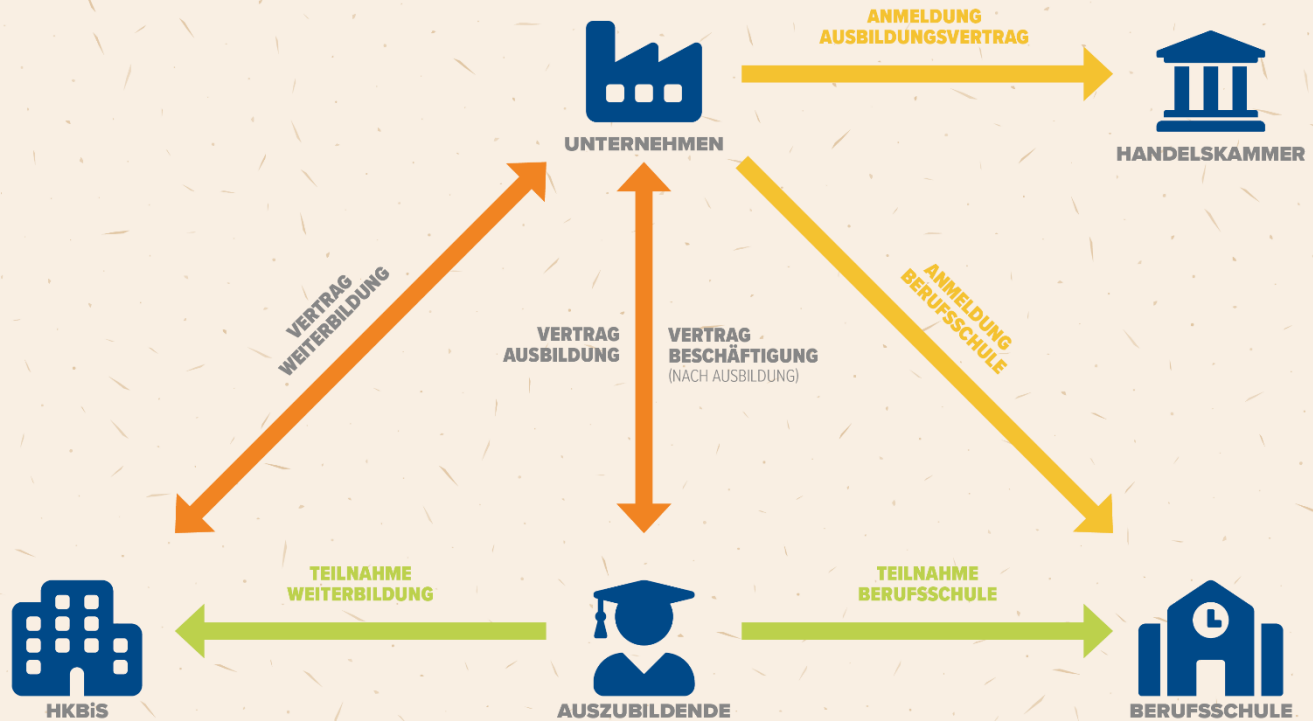 ANMELDUNG
AUSBILDUNGSVERTRAG
UNTERNEHMEN
HANDELSKAMMER
VERTRAG
WEITERBILDUNG
VERTRAG
AUSBILDUNG
VERTRAG
BESCHÄFTIGUNG
(NACH AUSBILDUNG)
ANMELDUNG
BERUFSSCHULE
TEILNAHME
WEITERBILDUNG
TEILNAHME
BERUFSSCHULE
HKBiS
AUSZUBILDENDE
BERUFSSCHULE